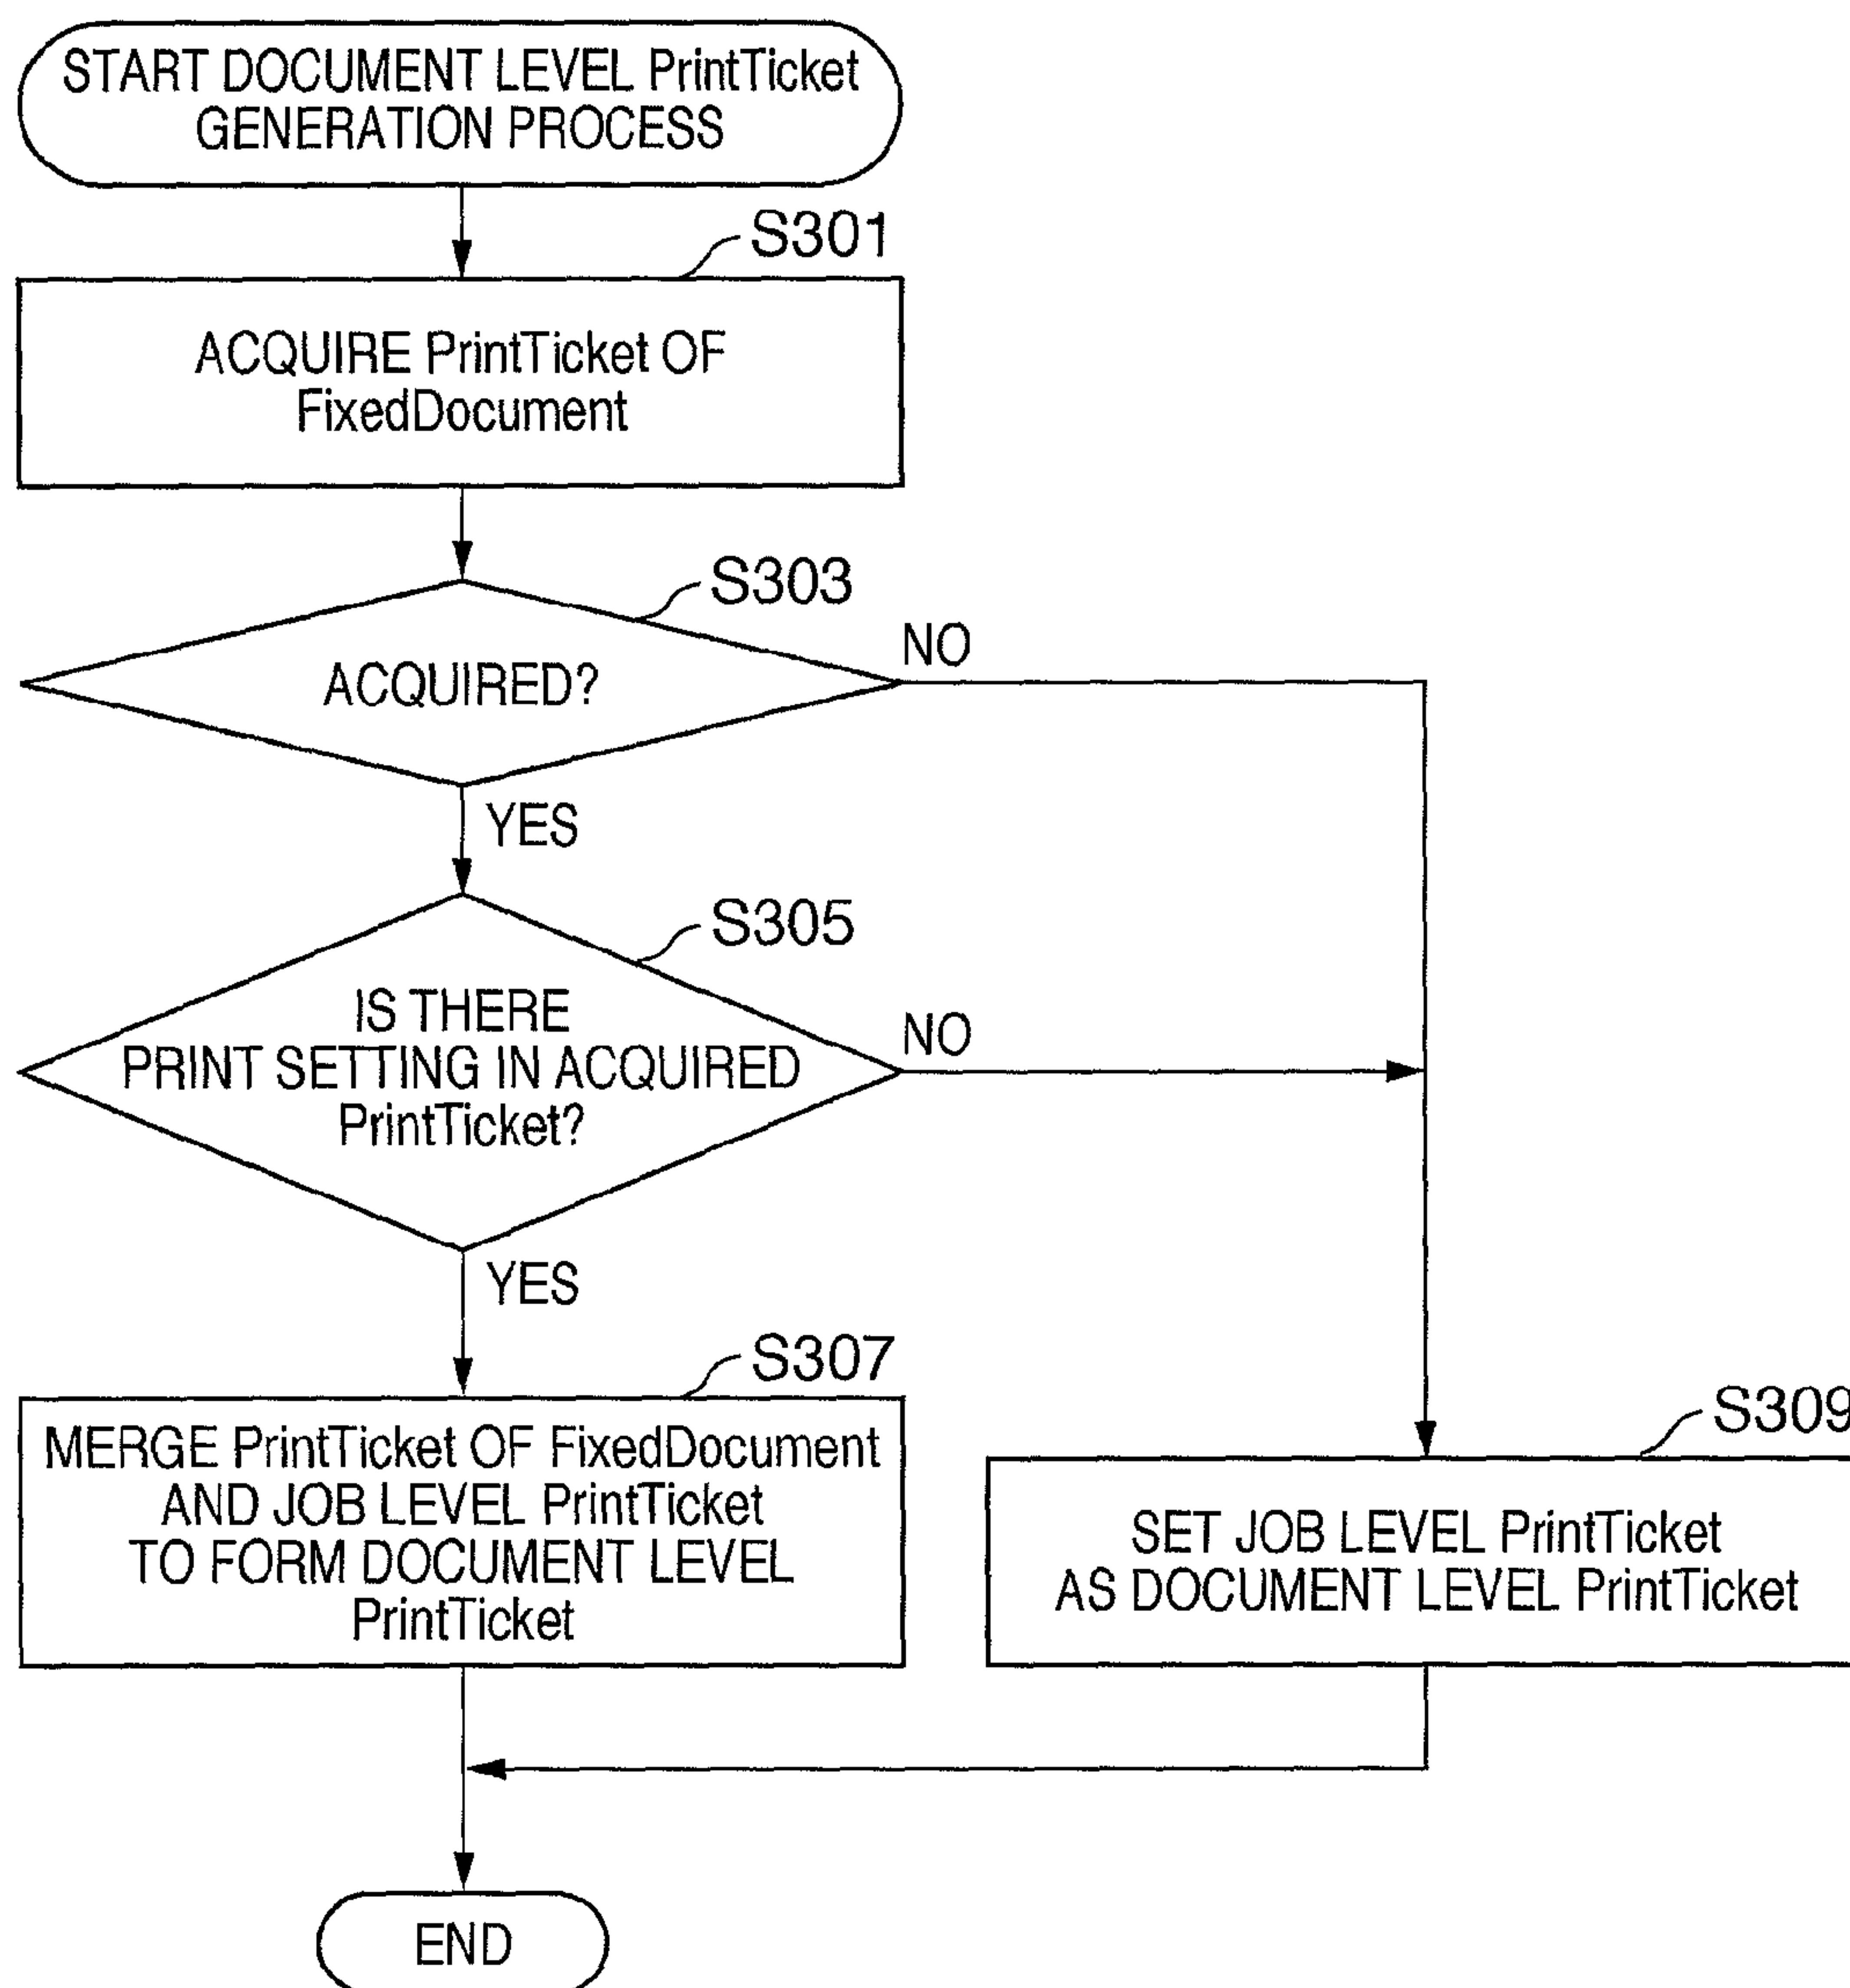 START DOCUMENT LEVEL PrintTicket
GENERATION PROCESS
S301
ACQUIRE PrintTicket OF
FixedDocument
S303
ACQUIRED?
NO
YES
S305
IS THERE
PRINT SETTING IN ACQUIRED
PrintTicket?
NO
YES
S307
MERGE PrintTicket OF FixedDocument
AND JOB LEVEL PrintTicket
TO FORM DOCUMENT LEVEL
PrintTicket
S309
SET JOB LEVEL PrintTicket
AS DOCUMENT LEVEL PrintTicket
END